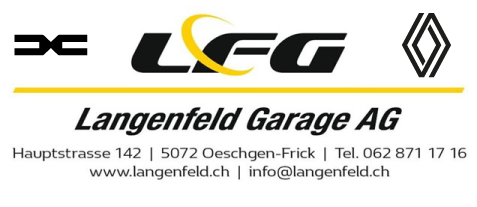 LFG
Langenfeld Garage AG
Hauptstrasse 142 | 5072 Oeschgen-Frick | Tel. 062 871 17 16
www.langenfeld.ch | info@langenfeld.ch